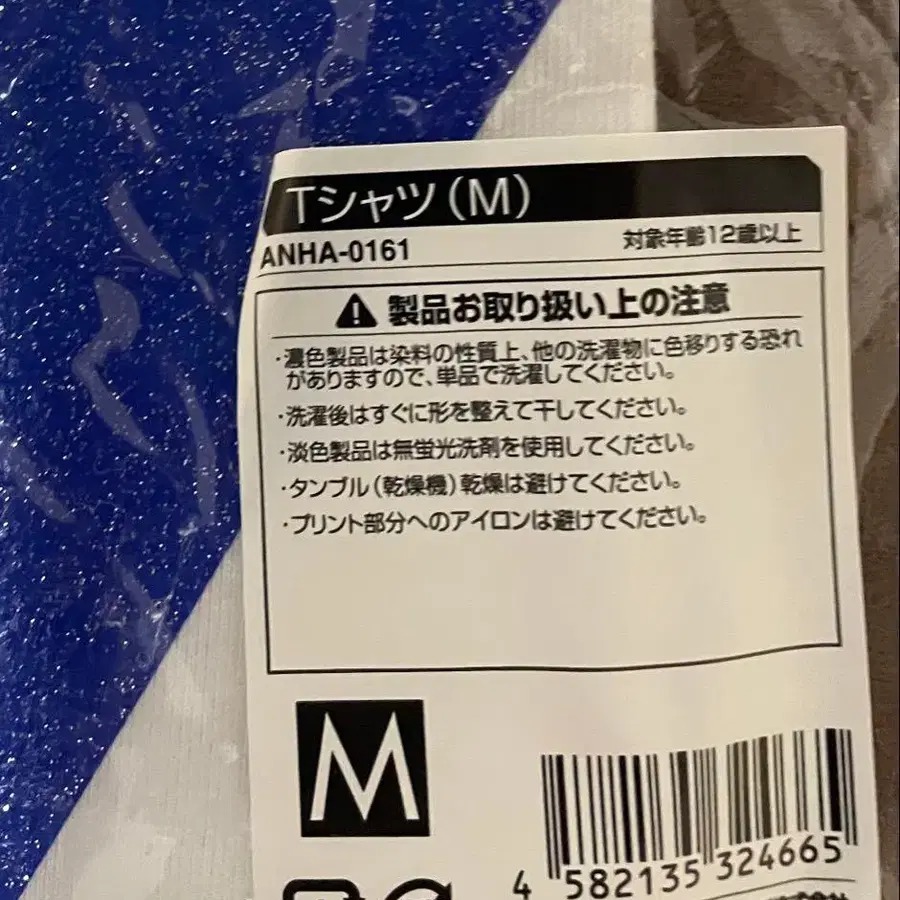 Tシャツ(M)
ANHA-0161
対象年齢12歳以上
製品お取り扱い上の注意
・濃色製品は染料の性質上、他の洗濯物に色移りする恐れ
がありますので、単品で洗濯してください。
・洗濯後はすぐに形を整えて干してください。
・淡色製品は無蛍光洗剤を使用してください。
・タンブル(乾燥機)乾燥は避けてください。
・プリント部分へのアイロンは避けてください。
M
4 582135 324665